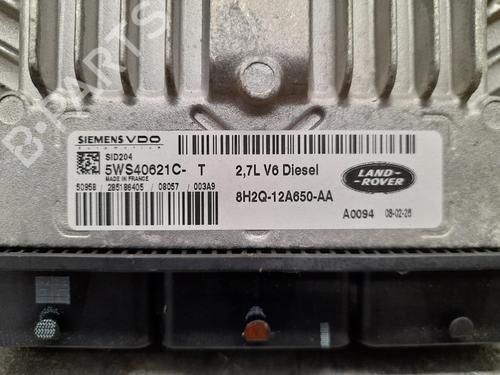 B-PARTS
SIEMENS VDO
Automotive
SID204
5WS40621C- T
MADE IN FRANCE
50958 / 285186405 / 08057 / 003A9
2,7L V6 Diesel
8H2Q-12A650-AA
LAND-
ROVER
A0094 08-02-26